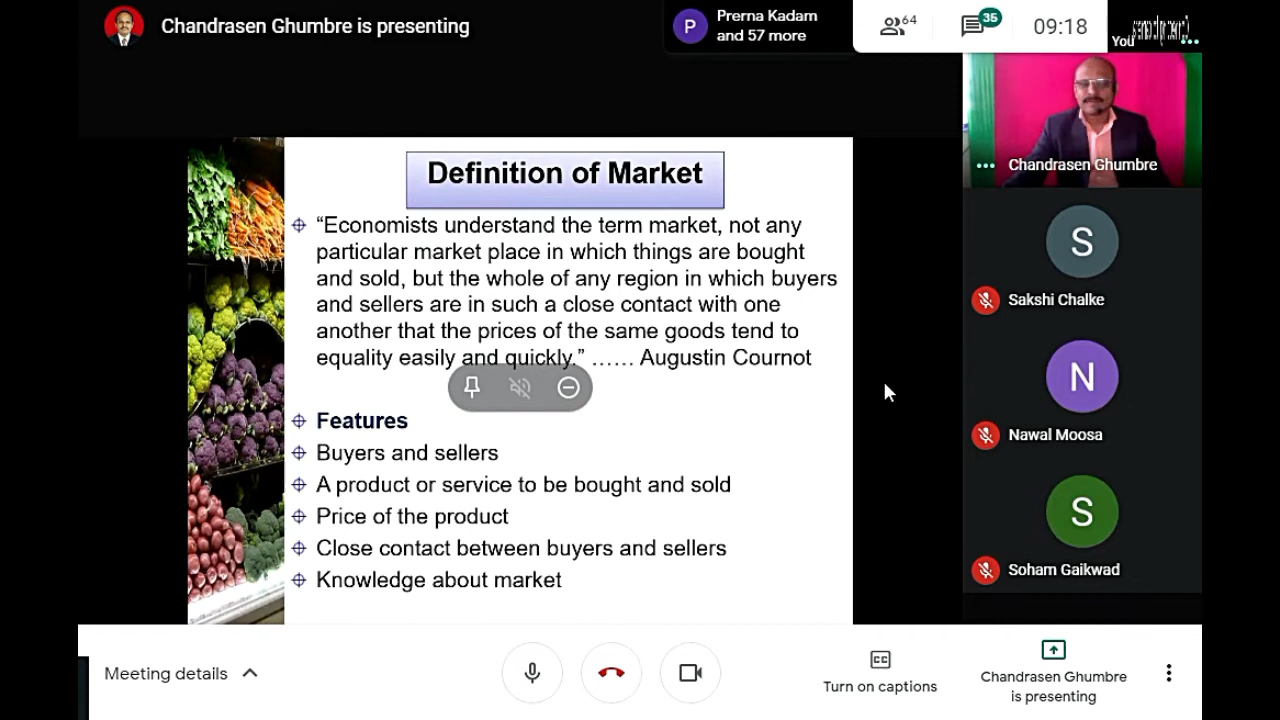 Chandrasen Ghumbre is presenting
P
Prerna Kadam
and 57 more
64
35
09:18
You
Chandrasen Ghumbre
Definition of Market
“Economists understand the term market, not any
particular market place in which things are bought
and sold, but the whole of any region in which buyers
and sellers are in such a close contact with one
another that the prices of the same goods tend to
equality easily and quickly.” …… Augustin Cournot
Features
Buyers and sellers
A product or service to be bought and sold
Price of the product
Close contact between buyers and sellers
Knowledge about market
S
Sakshi Chalke
N
Nawal Moosa
S
Soham Gaikwad
Meeting details
CC
Turn on captions
Chandrasen Ghumbre
is presenting